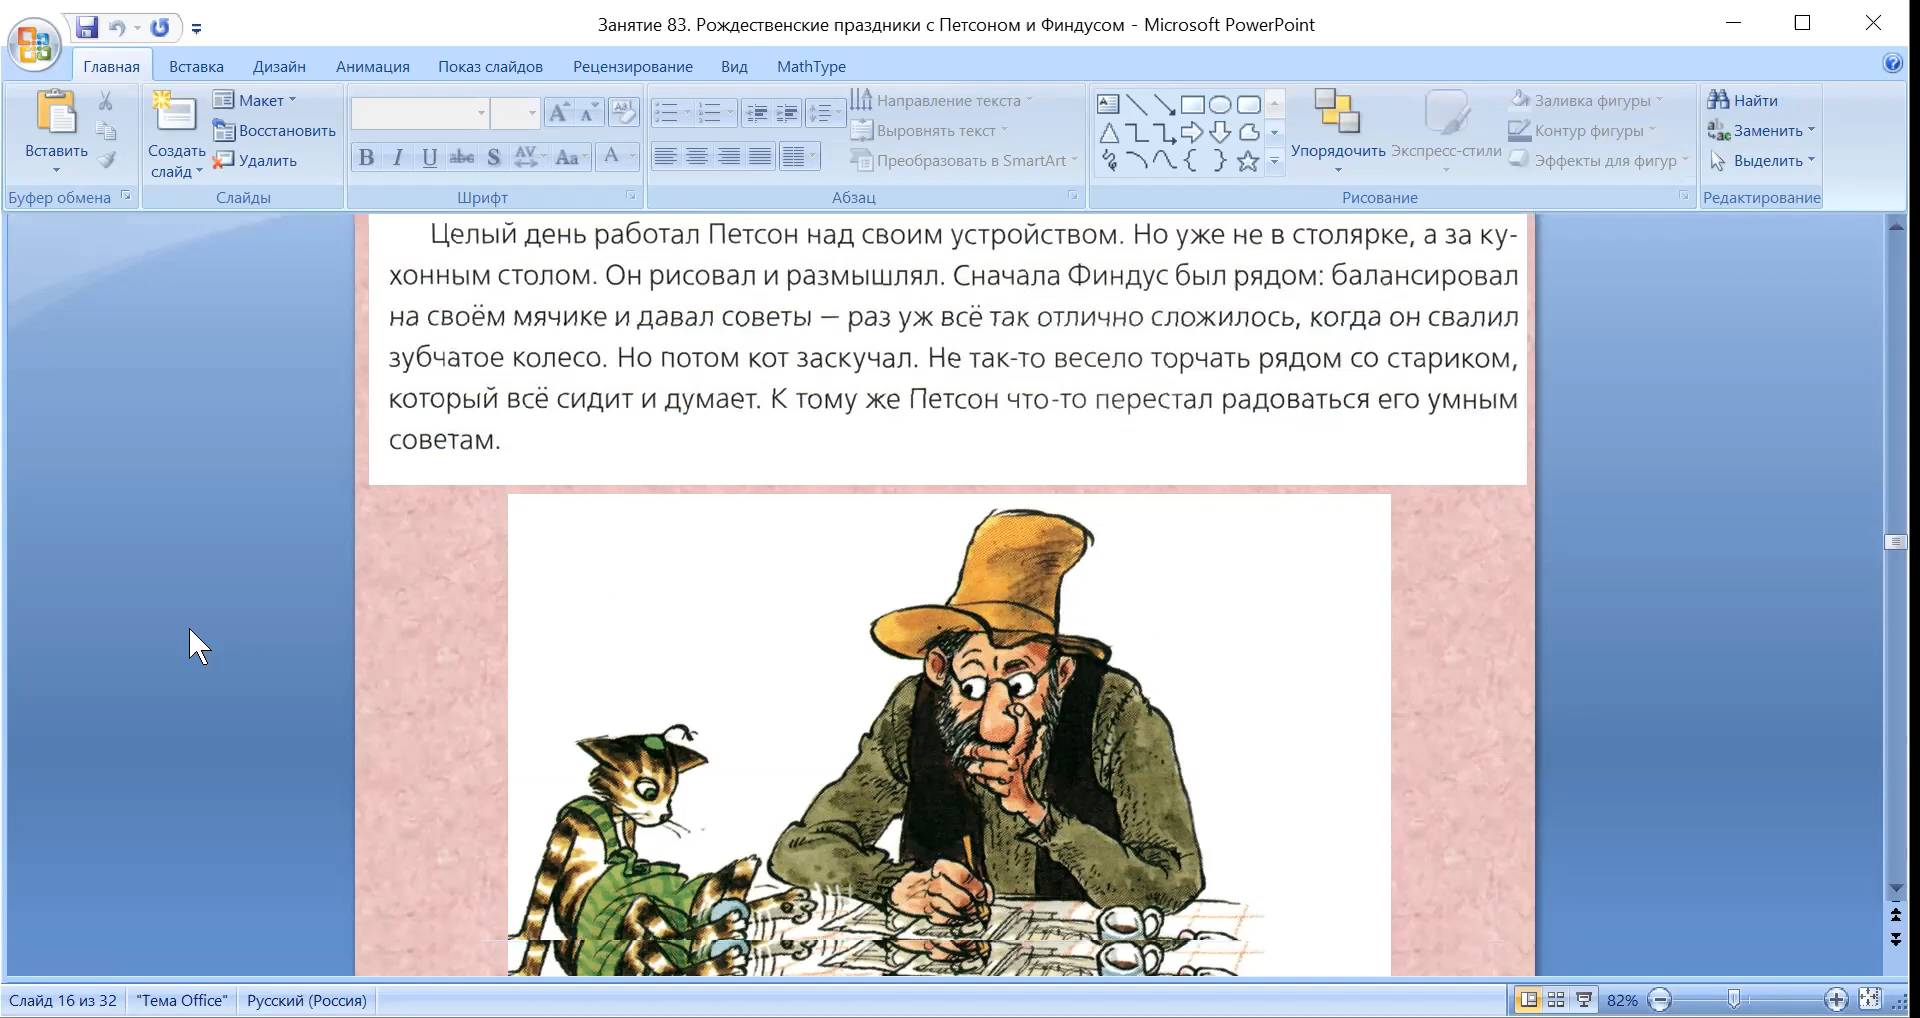 Занятие 83. Рождественские праздники с Петсоном и Финдусом - Microsoft PowerPoint
Главная Вставка Дизайн Анимация Показ слайдов Рецензирование Вид MathType
Вставить
Буфер обмена
Создать слайд
Макет
Восстановить
Удалить
Слайды
Шрифт
Направление текста
Выровнять текст
Преобразовать в SmartArt
Абзац
Упорядочить
Экспресс-стили
Заливка фигуры
Контур фигуры
Эффекты для фигур
Рисование
Найти
Заменить
Выделить
Редактирование
Целый день работал Петсон над своим устройством. Но уже не в столярке, а за ку-
хонным столом. Он рисовал и размышлял. Сначала Финдус был рядом: балансировал
на своём мячике и давал советы — раз уж всё так отлично сложилось, когда он свалил
зубчатое колесо. Но потом кот заскучал. Не так-то весело торчать рядом со стариком,
который всё сидит и думает. К тому же Петсон что-то перестал радоваться его умным
советам.
Слайд 16 из 32 "Тема Office" Русский (Россия) 82%